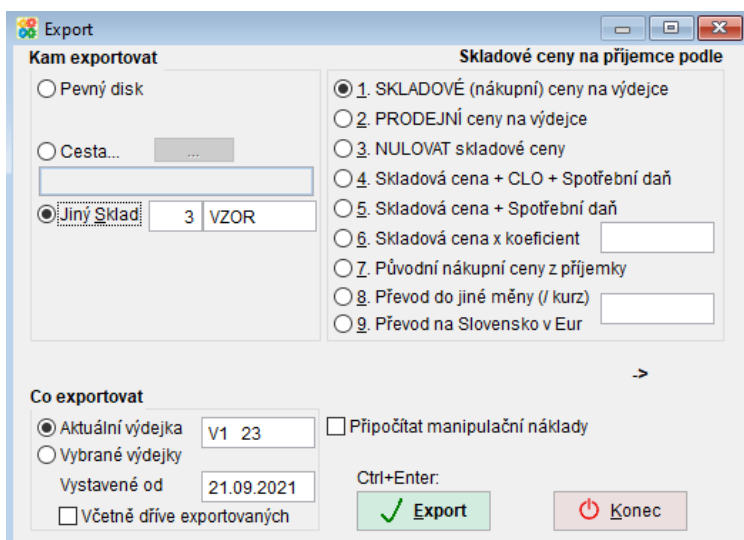 Export
Kam exportovat
Pevný disk
Cesta...
...
Jiný Sklad 3 VZOR
Skladové ceny na příjemce podle
1. SKLADOVÉ (nákupní) ceny na výdejce
2. PRODEJNÍ ceny na výdejce
3. NULOVAT skladové ceny
4. Skladová cena + CLO + Spotřební daň
5. Skladová cena + Spotřební daň
6. Skladová cena x koeficient
7. Původní nákupní ceny z příjemky
8. Převod do jiné měny (/ kurz)
9. Převod na Slovensko v Eur
->
Co exportovat
Aktuální výdejka V1 23
Vybrané výdejky
Vystavené od 21.09.2021
Včetně dříve exportovaných
Připočítat manipulační náklady
Ctrl+Enter:
Export
Konec